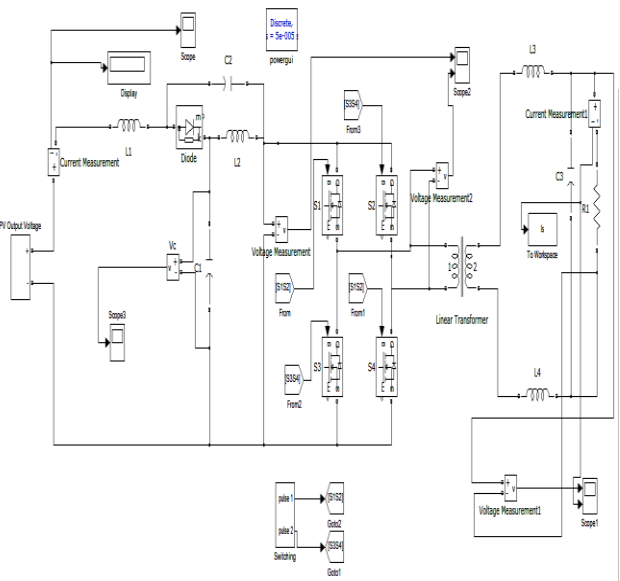 Discrete,
s = 5e-005 s
powergui
Scope
Display
C2
L3
Scope2
[S3S4]
From3
Current Measurement1
L1
m
Diode
L2
Current Measurement
S1
S2
Voltage Measurement2
C3
R1
PV Output Voltage
Vc
Voltage Measurement
Is
To Workspace
C1
1
2
[S1S2]
From
[S1S2]
From1
Linear Transformer
Scope3
S3
S4
[S3S4]
From2
L4
pulse 1
pulse 2
Switching
[S1S2]
Goto2
[S3S4]
Goto1
Voltage Measurement1
Scope1